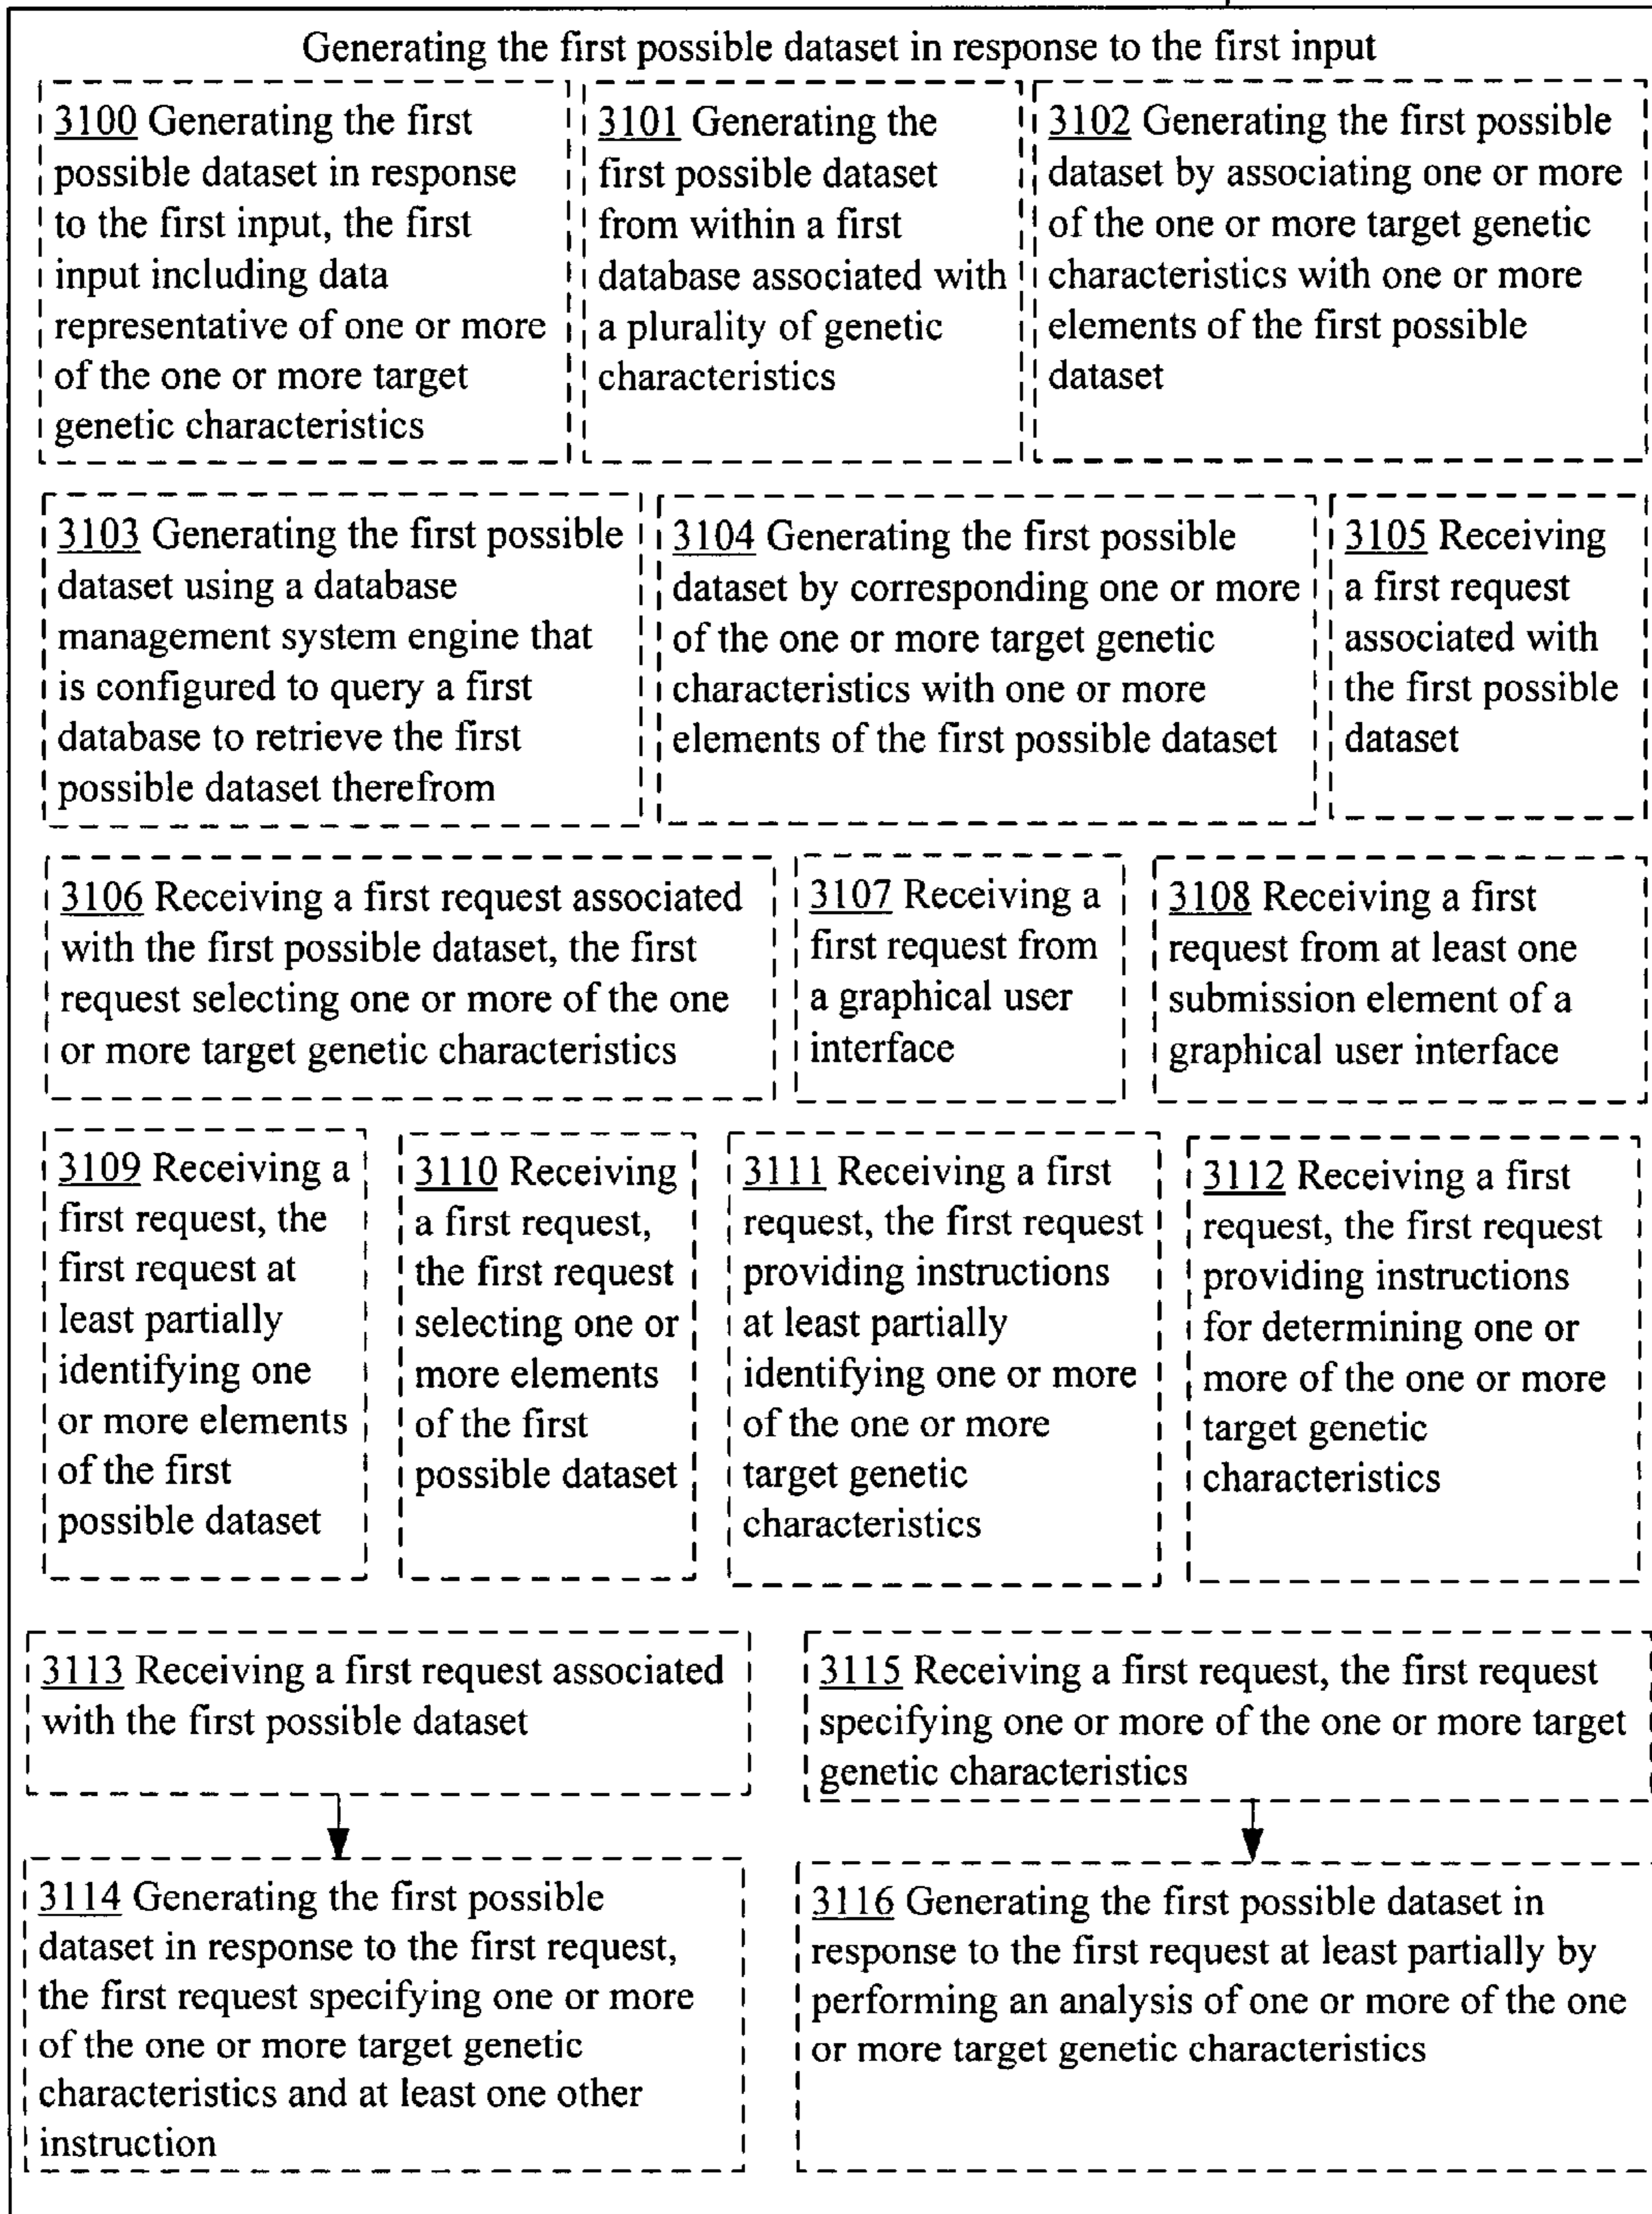 Generating the first possible dataset in response to the first input
3100 Generating the first
possible dataset in response
to the first input, the first
input including data
representative of one or more
of the one or more target
genetic characteristics
3101 Generating the
first possible dataset
from within a first
database associated with
a plurality of genetic
characteristics
3102 Generating the first possible
dataset by associating one or more
of the one or more target genetic
characteristics with one or more
elements of the first possible
dataset
3103 Generating the first possible
dataset using a database
management system engine that
is configured to query a first
database to retrieve the first
possible dataset therefrom
3104 Generating the first possible
dataset by corresponding one or more
of the one or more target genetic
characteristics with one or more
elements of the first possible dataset
3105 Receiving
a first request
associated with
the first possible
dataset
3106 Receiving a first request associated
with the first possible dataset, the first
request selecting one or more of the one
or more target genetic characteristics
3107 Receiving a
first request from
a graphical user
interface
3108 Receiving a first
request from at least one
submission element of a
graphical user interface
3109 Receiving a
first request, the
first request at
least partially
identifying one
or more elements
of the first
possible dataset
3110 Receiving
a first request,
the first request
selecting one or
more elements
of the first
possible dataset
3111 Receiving a first
request, the first request
providing instructions
at least partially
identifying one or more
of the one or more
target genetic
characteristics
3112 Receiving a first
request, the first request
providing instructions
for determining one or
more of the one or more
target genetic
characteristics
3113 Receiving a first request associated
with the first possible dataset
3115 Receiving a first request, the first request
specifying one or more of the one or more target
genetic characteristics
3114 Generating the first possible
dataset in response to the first request,
the first request specifying one or more
of the one or more target genetic
characteristics and at least one other
instruction
3116 Generating the first possible dataset in
response to the first request at least partially by
performing an analysis of one or more of the one
or more target genetic characteristics